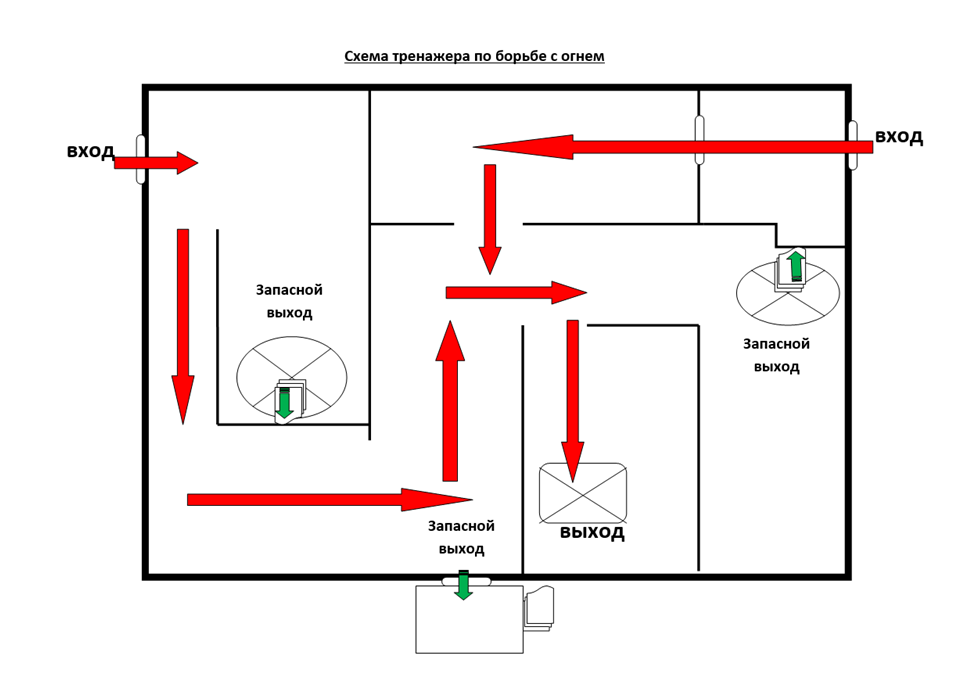 Схема тренажера по борьбе с огнем
вход
вход
Запасной
выход
Запасной
выход
Запасной
выход
выход